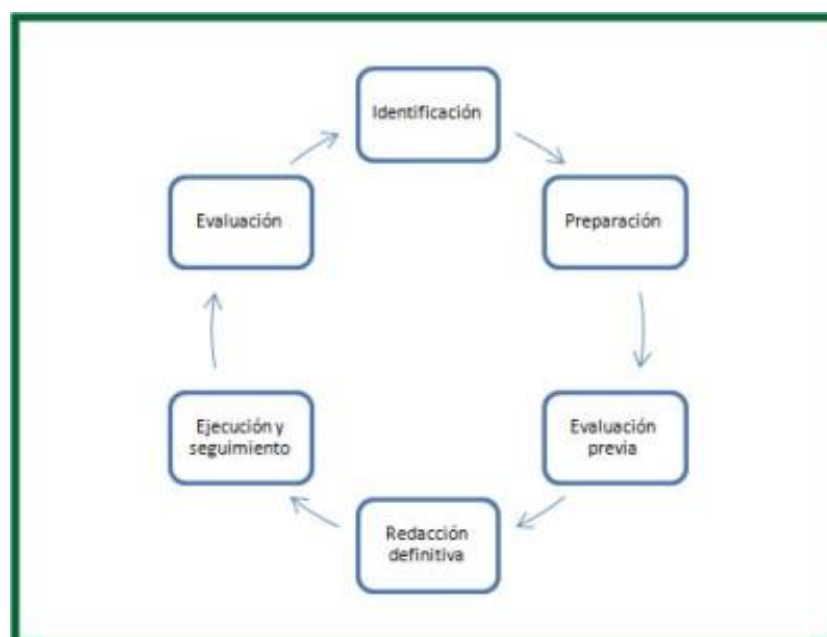 Identificación
Preparación
Evaluación
previa
Redacción
definitiva
Ejecución y
seguimiento
Evaluación